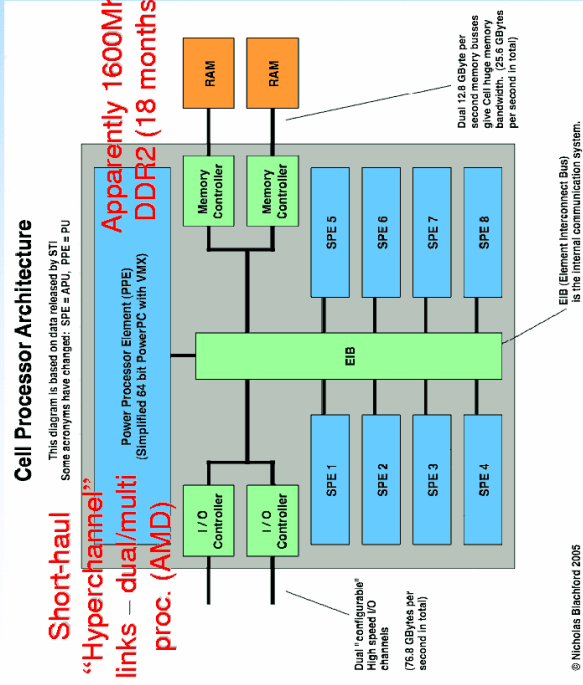 Cell Processor Architecture
This diagram is based on data released by STI
Some acronyms have changed: SPE = APU, PPE = PU
Short-haul
“Hyperchannel”
links – dual/multi
proc. (AMD)
Apparently 1600Mh
DDR2 (18 months
Power Processor Element (PPE)
(Simplified 64 bit PowerPC with VMX)
I / O
Controller
I / O
Controller
Memory
Controller
Memory
Controller
RAM
RAM
EIB
SPE 1
SPE 2
SPE 3
SPE 4
SPE 5
SPE 6
SPE 7
SPE 8
Dual "configurable"
High speed I/O
channels
(76.8 GBytes per
second in total)
Dual 12.8 GByte per
second memory busses
give Cell huge memory
bandwidth. (25.6 GBytes
per second in total)
EIB (Element Interconnect Bus)
is the internal communication system.
© Nicholas Blachford 2005